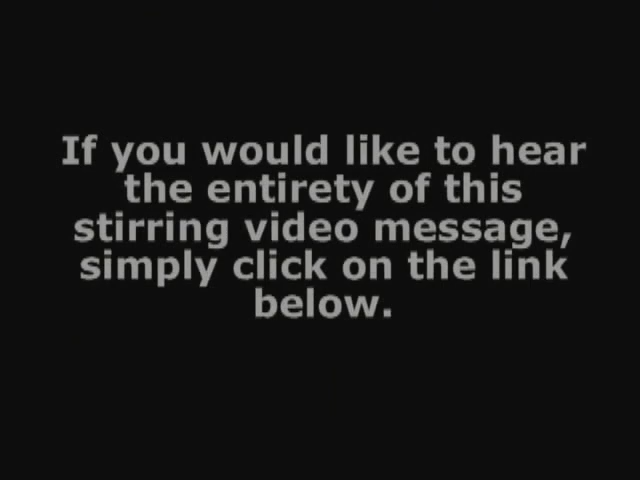 If you would like to hear
the entirety of this
stirring video message,
simply click on the link
below.